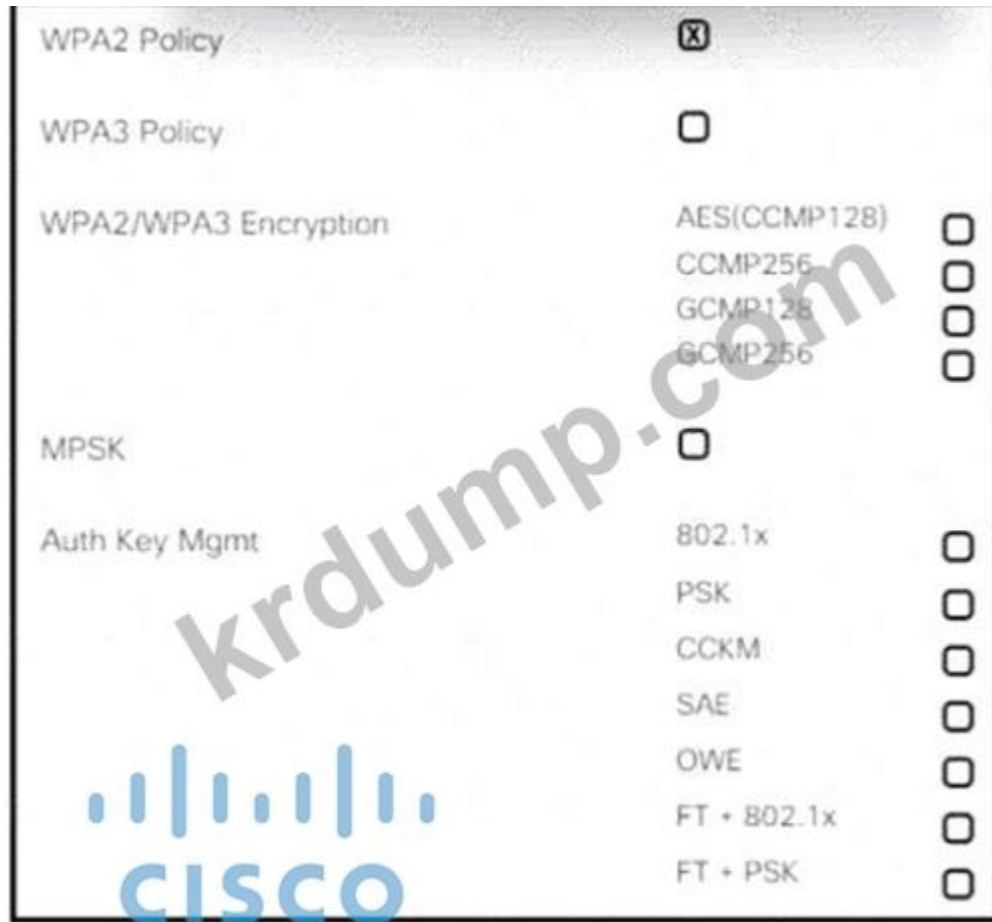 WPA2 Policy
WPA3 Policy
WPA2/WPA3 Encryption
AES(CCMP128)
CCMP256
GCMP128
GCMP256
MPSK
Auth Key Mgmt
802.1x
PSK
CCKM
SAE
OWE
FT + 802.1x
FT + PSK
krdump.com
CISCO